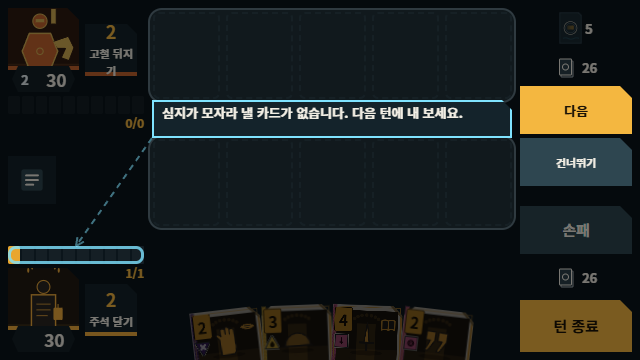 2
고혈 뒤지
기
2 30
0/0
심지가 모자라 낼 카드가 없습니다. 다음 턴에 내 보세요.
5
26
다음
건너뛰기
손패
26
1/1
2
주석 달기
30
2
3
4
2
턴 종료